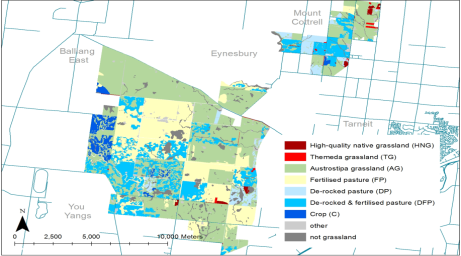 Mount
Cottrell
Balliang
East
Eynesbury
Tarneit
High-quality native grassland (HNG)
Themeda grassland (TG)
Austrostipa grassland (AG)
Fertilised pasture (FP)
De-rocked pasture (DP)
De-rocked & fertilised pasture (DFP)
Crop (C)
other
not grassland
You
Yangs
N
0 2,500 5,000 10,000 Meters